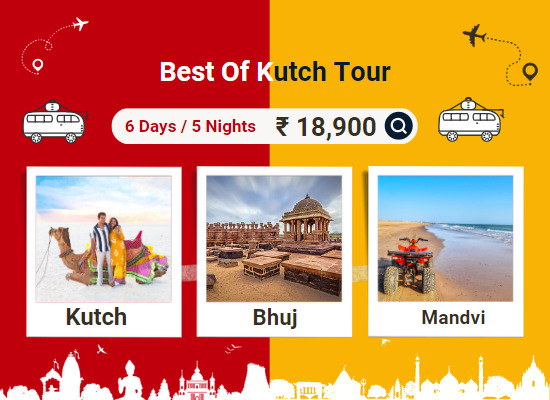 Best Of Kutch Tour
6 Days / 5 Nights ₹ 18,900
Kutch
Bhuj
Mandvi